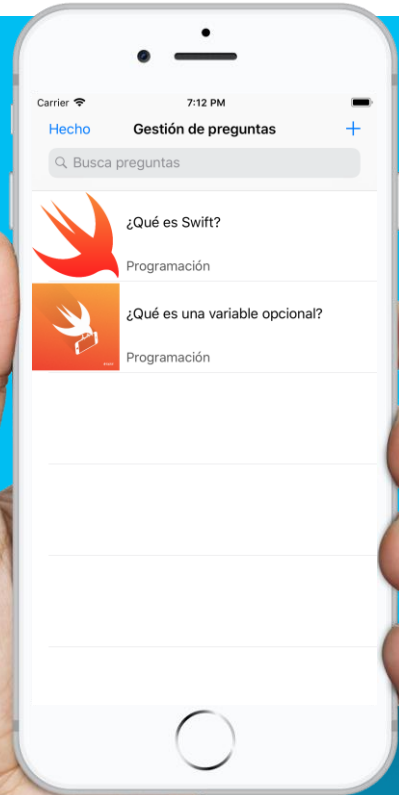 Carrier 7:12 PM
Hecho Gestión de preguntas +
Busca preguntas
¿Qué es Swift?
Programación
¿Qué es una variable opcional?
Programación